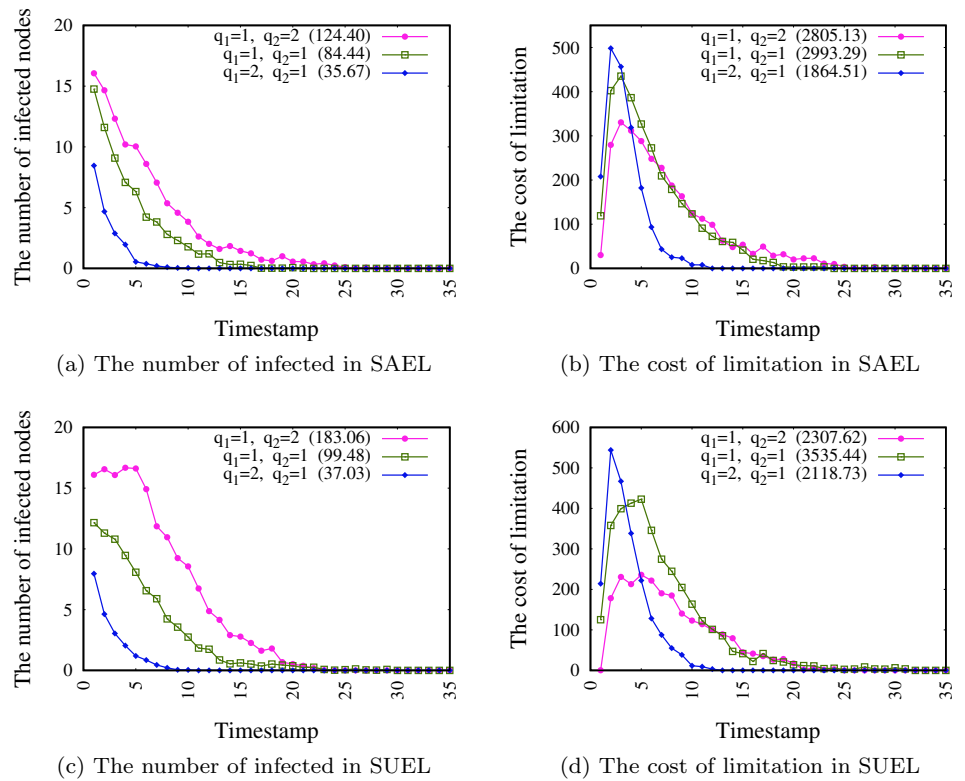 The number of infected nodes
20
15
10
5
0
q1=1, q2=2 (124.40)
q1=1, q2=1 (84.44)
q1=2, q2=1 (35.67)
0 5 10 15 20 25 30 35
Timestamp
(a) The number of infected in SAEL
The cost of limitation
500
400
300
200
100
0
q1=1, q2=2 (2805.13)
q1=1, q2=1 (2993.29)
q1=2, q2=1 (1864.51)
0 5 10 15 20 25 30 35
Timestamp
(b) The cost of limitation in SAEL
The number of infected nodes
20
15
10
5
0
q1=1, q2=2 (183.06)
q1=1, q2=1 (99.48)
q1=2, q2=1 (37.03)
0 5 10 15 20 25 30 35
Timestamp
(c) The number of infected in SUEL
The cost of limitation
600
500
400
300
200
100
0
q1=1, q2=2 (2307.62)
q1=1, q2=1 (3535.44)
q1=2, q2=1 (2118.73)
0 5 10 15 20 25 30 35
Timestamp
(d) The cost of limitation in SUEL